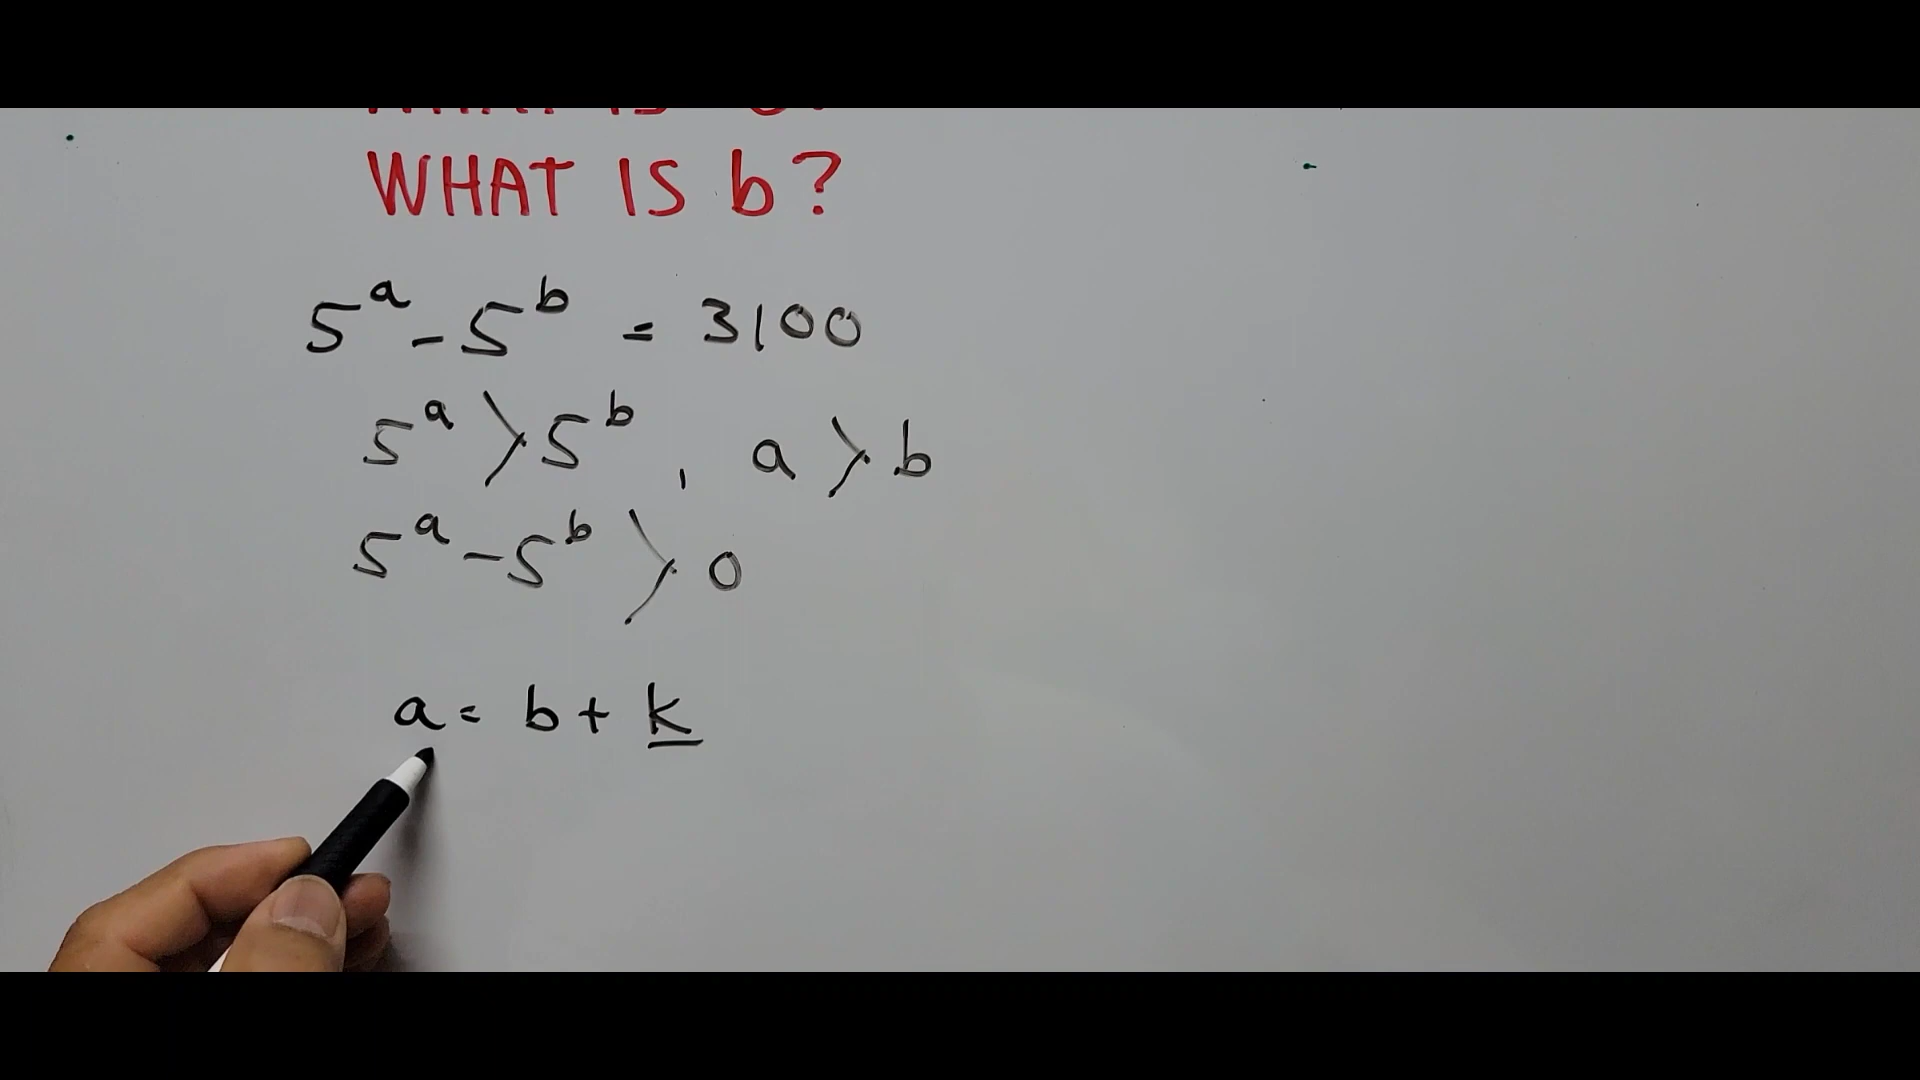 WHAT IS b?
5^a - 5^b = 3100
5^a > 5^b , a > b
5^a - 5^b > 0
a = b + k